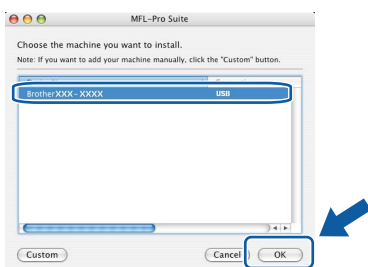 MFL-Pro Suite
Choose the machine you want to install.
Note: If you want to add your machine manually, click the "Custom" button.
BrotherXXX-XXXX USB
Custom Cancel OK